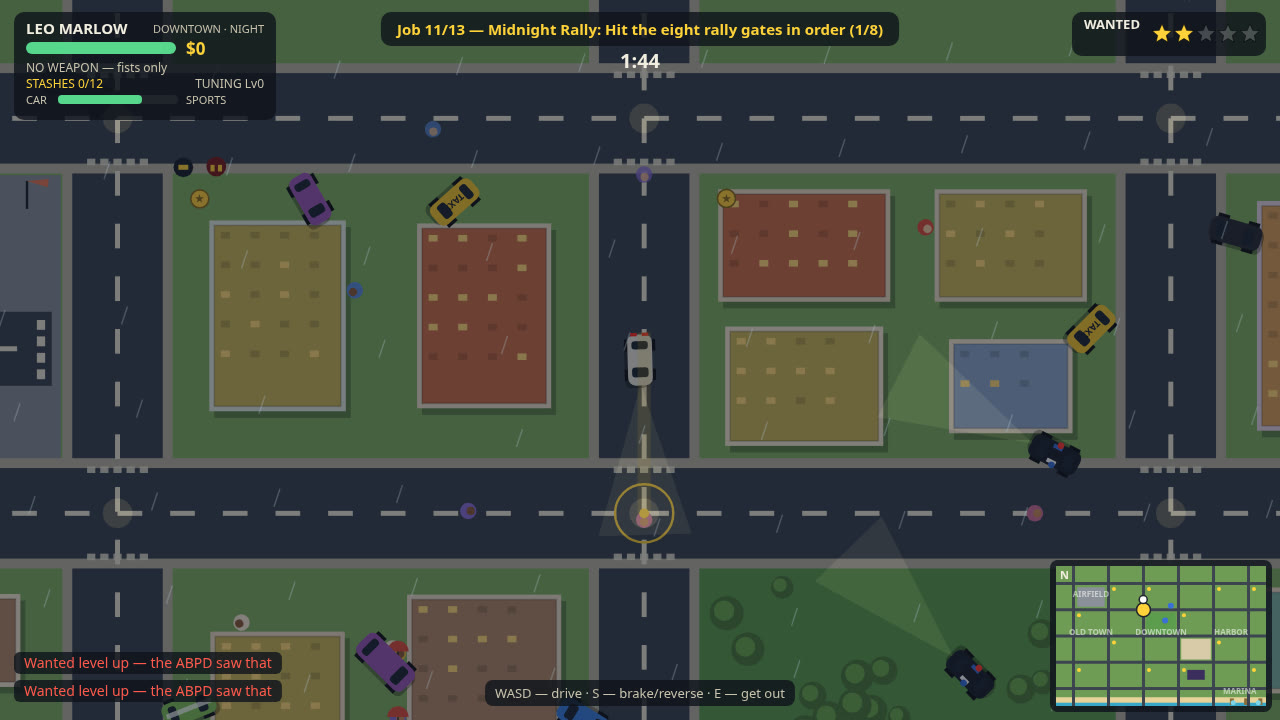 LEO MARLOW DOWNTOWN · NIGHT
$0
NO WEAPON — fists only
STASHES 0/12 TUNING Lv0
CAR SPORTS
Job 11/13 — Midnight Rally: Hit the eight rally gates in order (1/8)
1:44
WANTED
TAXI
TAXI
Wanted level up — the ABPD saw that
Wanted level up — the ABPD saw that
WASD — drive · S — brake/reverse · E — get out
N
AIRFIELD
OLD TOWN DOWNTOWN HARBOR
MARINA